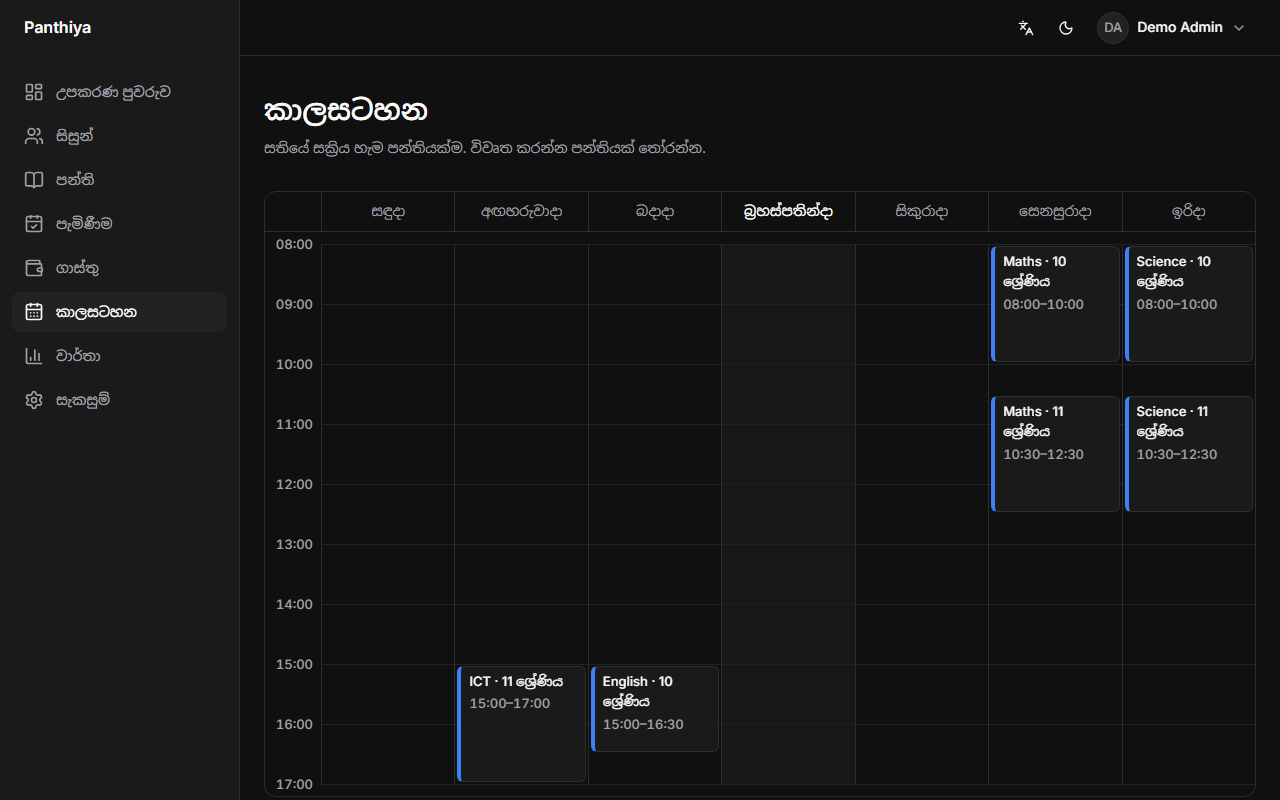 Panthiya
DA
Demo Admin
උපකරණ පුවරුව
සිසුන්
පන්ති
පැමිණීම
ගාස්තු
කාලසටහන
වාර්තා
සැකසුම්
කාලසටහන
සතියේ සක්‍රිය හැම පන්තියක්ම. විවෘත කරන්න පන්තියක් තෝරන්න.
සඳුදා
අඟහරුවාදා
බදාදා
බ්‍රහස්පතින්දා
සිකුරාදා
සෙනසුරාදා
ඉරිදා
08:00
09:00
10:00
11:00
12:00
13:00
14:00
15:00
16:00
17:00
ICT · 11 ශ්‍රේණිය
15:00–17:00
English · 10
ශ්‍රේණිය
15:00–16:30
Maths · 10
ශ්‍රේණිය
08:00–10:00
Maths · 11
ශ්‍රේණිය
10:30–12:30
Science · 10
ශ්‍රේණිය
08:00–10:00
Science · 11
ශ්‍රේණිය
10:30–12:30